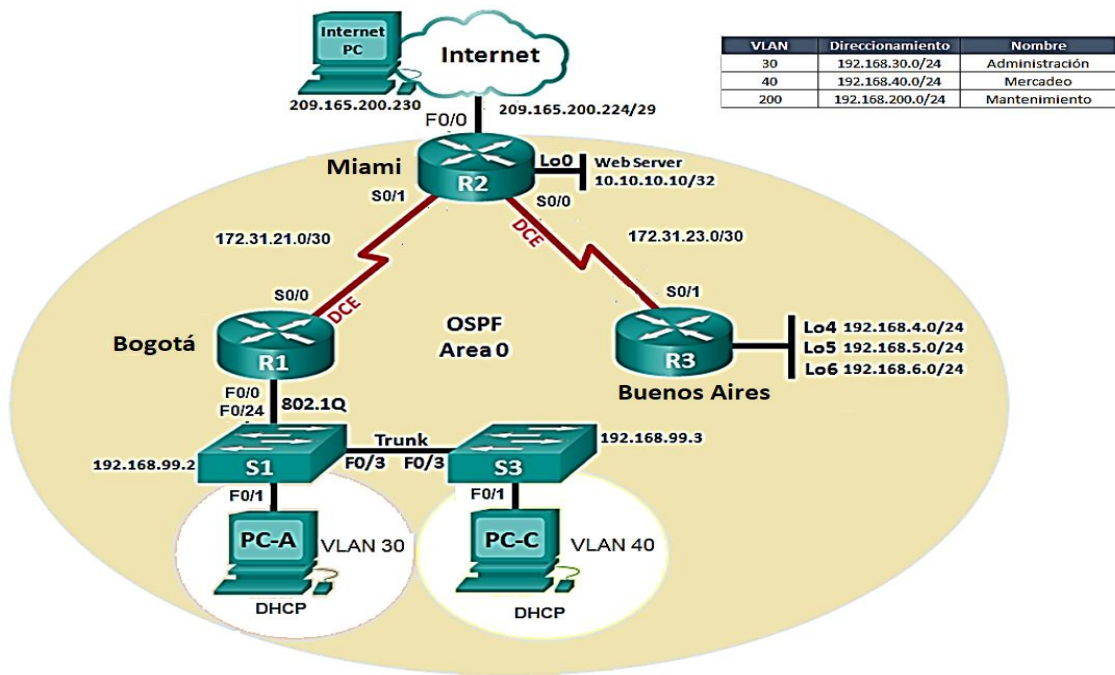 Internet
PC
Internet
209.165.200.230
209.165.200.224/29
VLAN Direccionamiento Nombre
30 192.168.30.0/24 Administración
40 192.168.40.0/24 Mercadeo
200 192.168.200.0/24 Mantenimiento
F0/0
Miami
R2
Lo0
Web Server
10.10.10.10/32
S0/1
S0/0
DCE
172.31.21.0/30
172.31.23.0/30
S0/0
DCE
S0/1
Bogotá
R1
OSPF
Area 0
R3
Buenos Aires
Lo4 192.168.4.0/24
Lo5 192.168.5.0/24
Lo6 192.168.6.0/24
F0/0
F0/24
802.1Q
Trunk
F0/3 F0/3
192.168.99.2
S1
S3
192.168.99.3
F0/1
F0/1
PC-A
VLAN 30
PC-C
VLAN 40
DHCP
DHCP